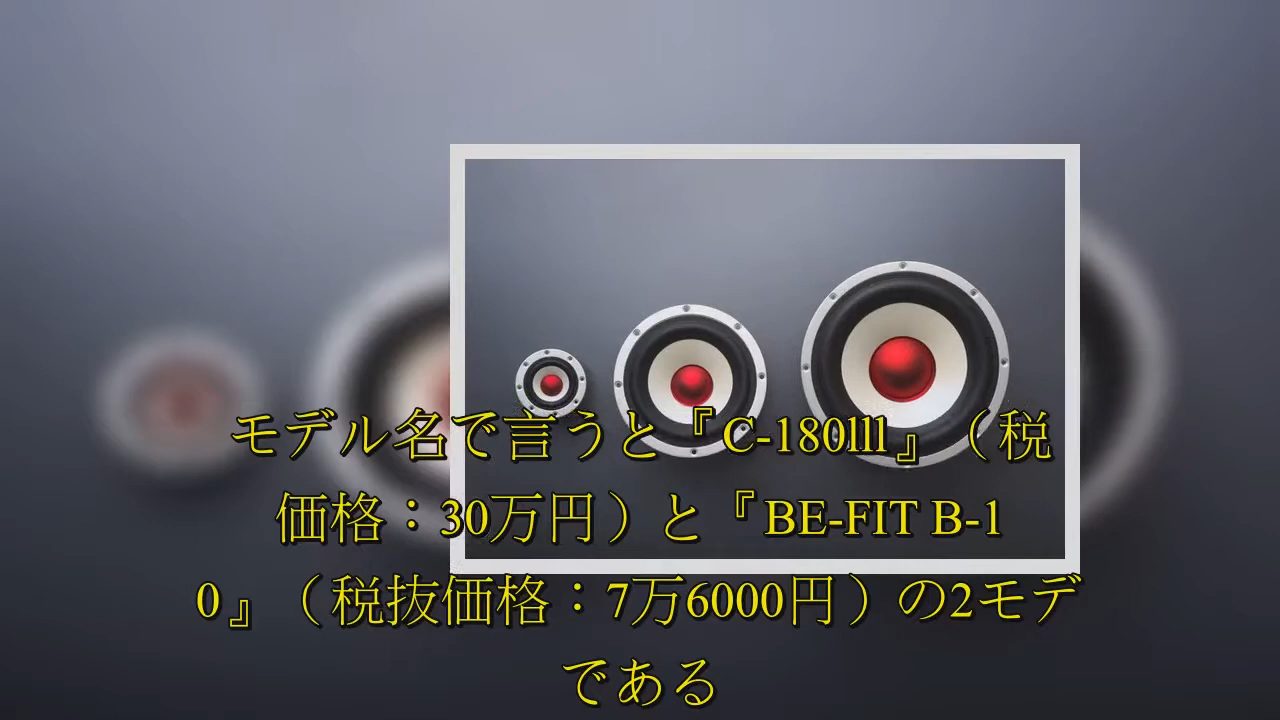 モデル名で言うと『C-180lll』（税
価格：30万円）と『BE-FIT B-1
0』（税抜価格：7万6000円）の2モデ
である